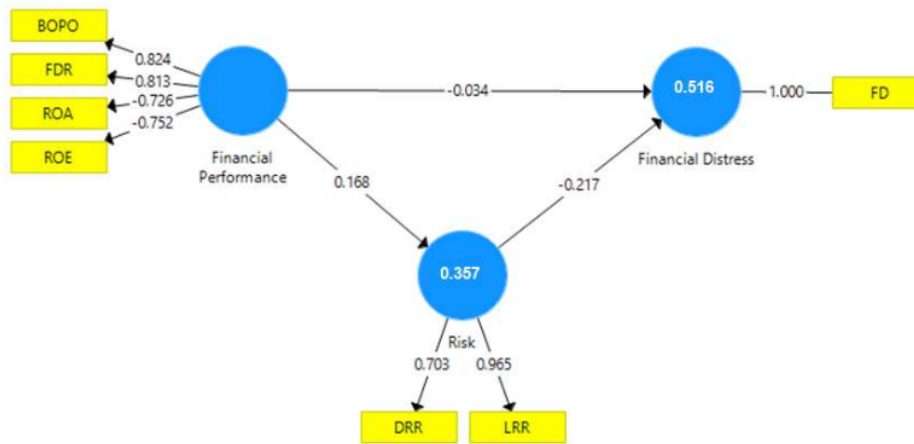 BOPO
FDR
ROA
ROE
0.824
0.813
-0.726
-0.752
Financial
Performance
-0.034
0.516
Financial Distress
1.000
FD
0.168
-0.217
0.357
Risk
0.703
0.965
DRR
LRR